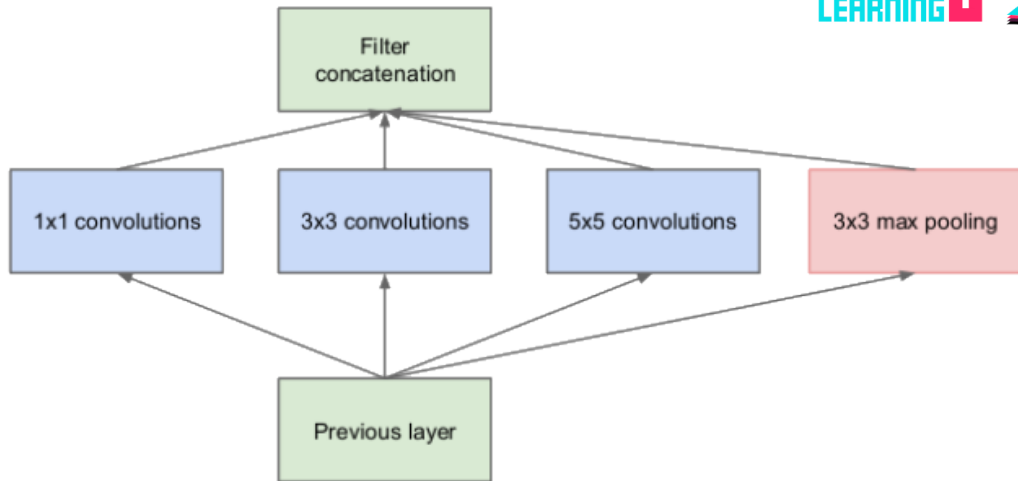 LEARNING
Filter
concatenation
1x1 convolutions
3x3 convolutions
5x5 convolutions
3x3 max pooling
Previous layer